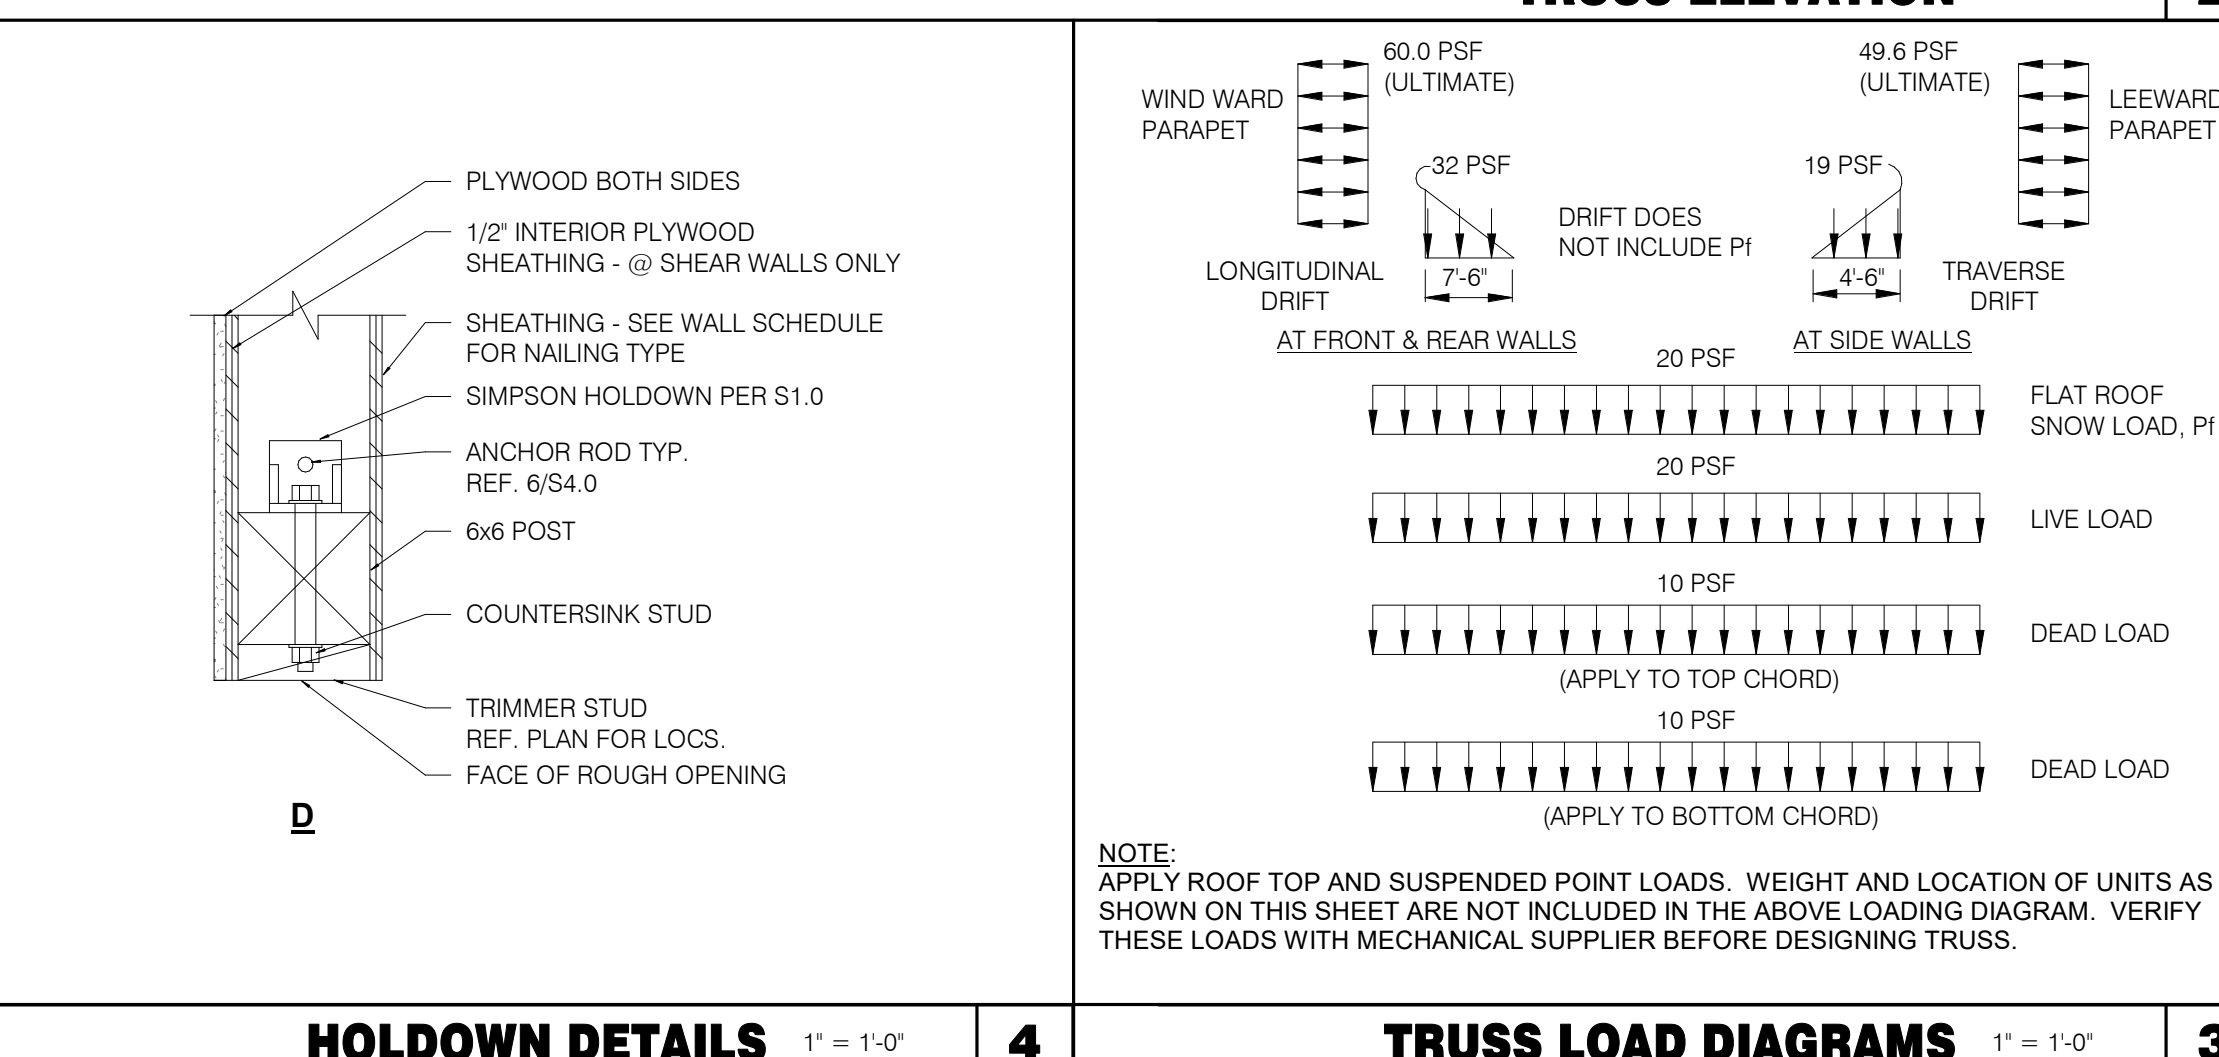 TRUSS ELEVATION
PLYWOOD BOTH SIDES
1/2" INTERIOR PLYWOOD
SHEATHING - @ SHEAR WALLS ONLY
SHEATHING - SEE WALL SCHEDULE
FOR NAILING TYPE
SIMPSON HOLDOWN PER S1.0
ANCHOR ROD TYP.
REF. 6/S4.0
6x6 POST
COUNTERSINK STUD
TRIMMER STUD
REF. PLAN FOR LOCS.
FACE OF ROUGH OPENING
D
HOLDOWN DETAILS 1" = 1'-0" 4
60.0 PSF
(ULTIMATE)
WIND WARD
PARAPET
49.6 PSF
(ULTIMATE)
LEEWARD
PARAPET
32 PSF
19 PSF
DRIFT DOES
NOT INCLUDE Pf
LONGITUDINAL
DRIFT
7'-6"
4'-6"
TRAVERSE
DRIFT
AT FRONT & REAR WALLS
AT SIDE WALLS
20 PSF
FLAT ROOF
SNOW LOAD, Pf
20 PSF
LIVE LOAD
10 PSF
DEAD LOAD
(APPLY TO TOP CHORD)
10 PSF
DEAD LOAD
(APPLY TO BOTTOM CHORD)
NOTE:
APPLY ROOF TOP AND SUSPENDED POINT LOADS. WEIGHT AND LOCATION OF UNITS AS
SHOWN ON THIS SHEET ARE NOT INCLUDED IN THE ABOVE LOADING DIAGRAM. VERIFY
THESE LOADS WITH MECHANICAL SUPPLIER BEFORE DESIGNING TRUSS.
TRUSS LOAD DIAGRAMS 1" = 1'-0" 3